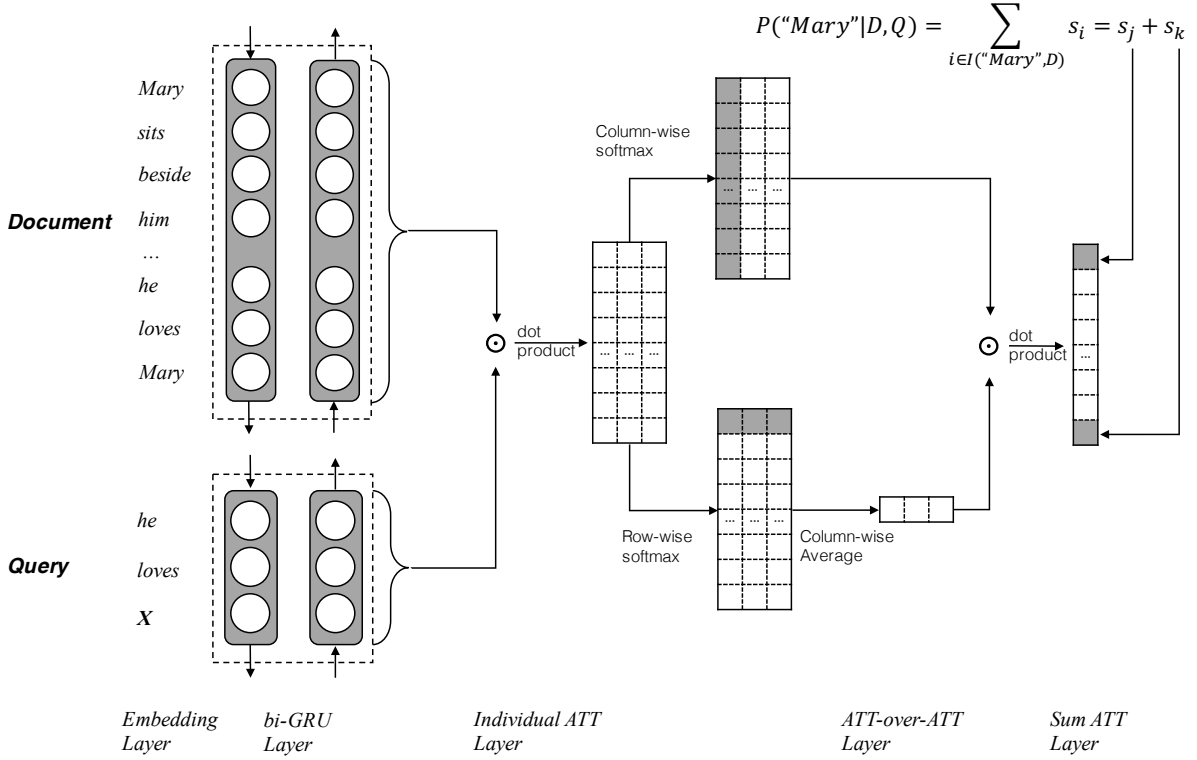 P(“Mary”|D,Q) = ∑ s_i = s_j + s_k
i∈I("Mary",D)
Mary
sits
beside
Document
him
...
he
loves
Mary
Column-wise
softmax
... ... ...
dot
product
... ... ...
dot
product
...
Query
he
loves
X
Row-wise
softmax
... ... ...
Column-wise
Average
Embedding
Layer
bi-GRU
Layer
Individual ATT
Layer
ATT-over-ATT
Layer
Sum ATT
Layer